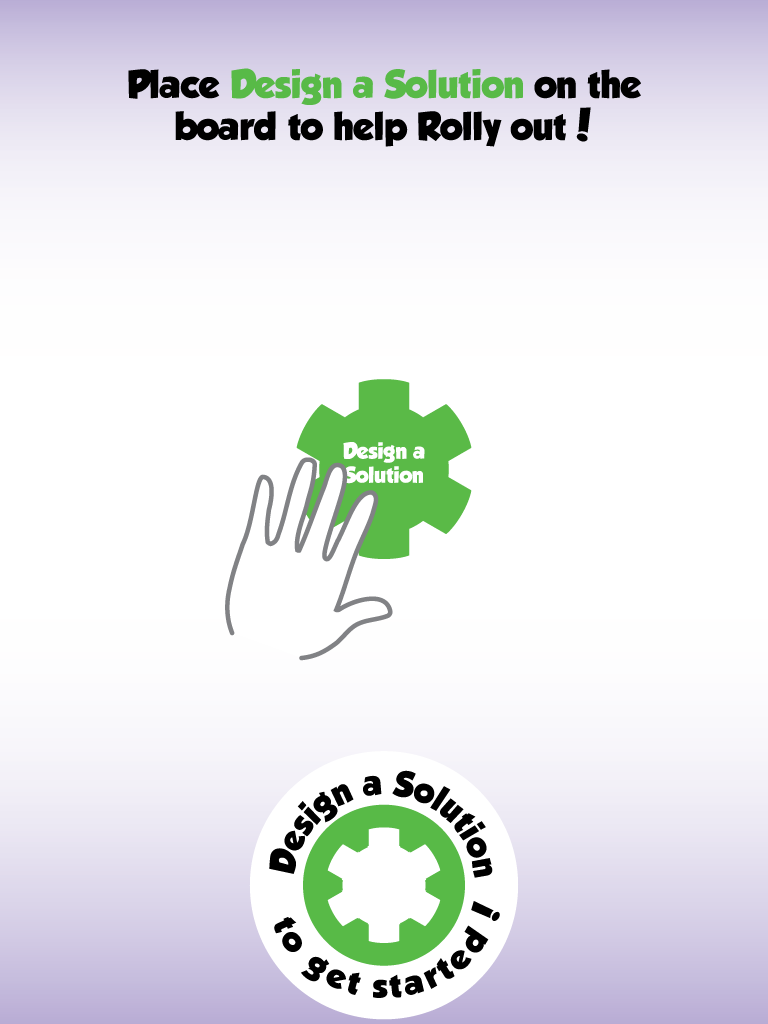 Place Design a Solution on the
board to help Rolly out!
Design a
Solution
Design a Solution
to get started!